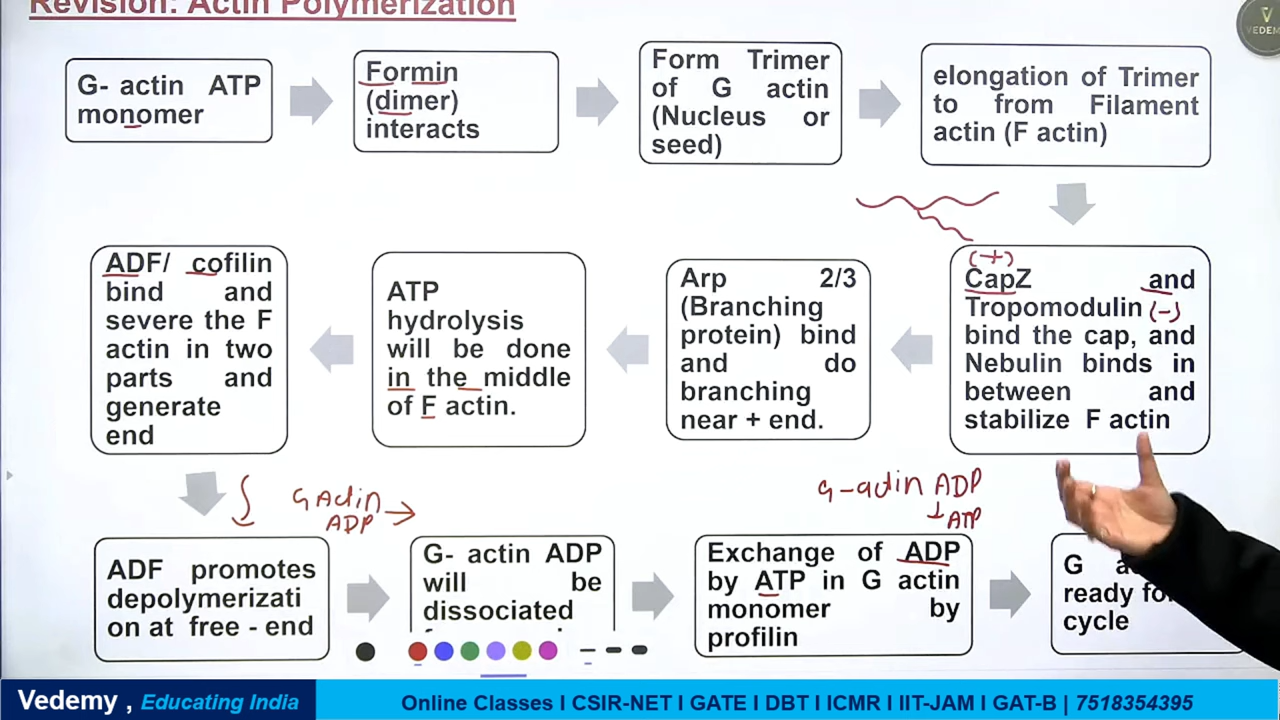 Revision: Actin Polymerization
G- actin ATP
monomer
Formin
(dimer)
interacts
Form Trimer
of G actin
(Nucleus or
seed)
elongation of Trimer
to from Filament
actin (F actin)
(+)
CapZ and
Tropomodulin (-)
bind the cap, and
Nebulin binds in
between and
stabilize F actin
Arp 2/3
(Branching
protein) bind
and do
branching
near + end.
ATP
hydrolysis
will be done
in the middle
of F actin.
ADF/ cofilin
bind and
severe the F
actin in two
parts and
generate
end
G Actin
ADP
G-actin ADP
ATP
ADF promotes
depolymerizati
on at free - end
G- actin ADP
will be
dissociated
Exchange of ADP
by ATP in G actin
monomer by
profilin
G
ready
cycle
VEDEMY
Vedemy , Educating India
Online Classes I CSIR-NET I GATE I DBT I ICMR I IIT-JAM I GAT-B | 7518354395